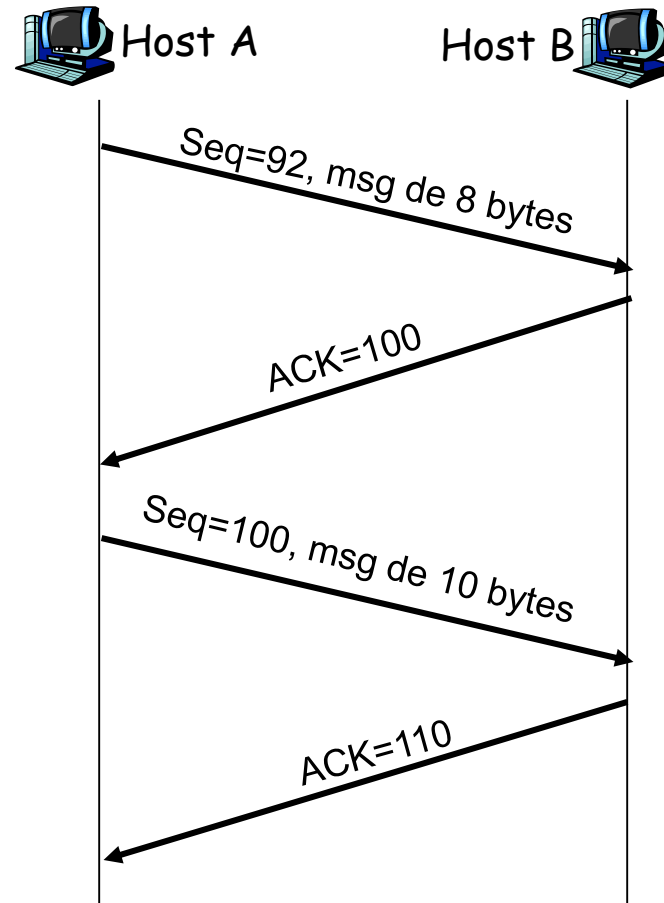 Host A
Host B
Seq=92, msg de 8 bytes
ACK=100
Seq=100, msg de 10 bytes
ACK=110